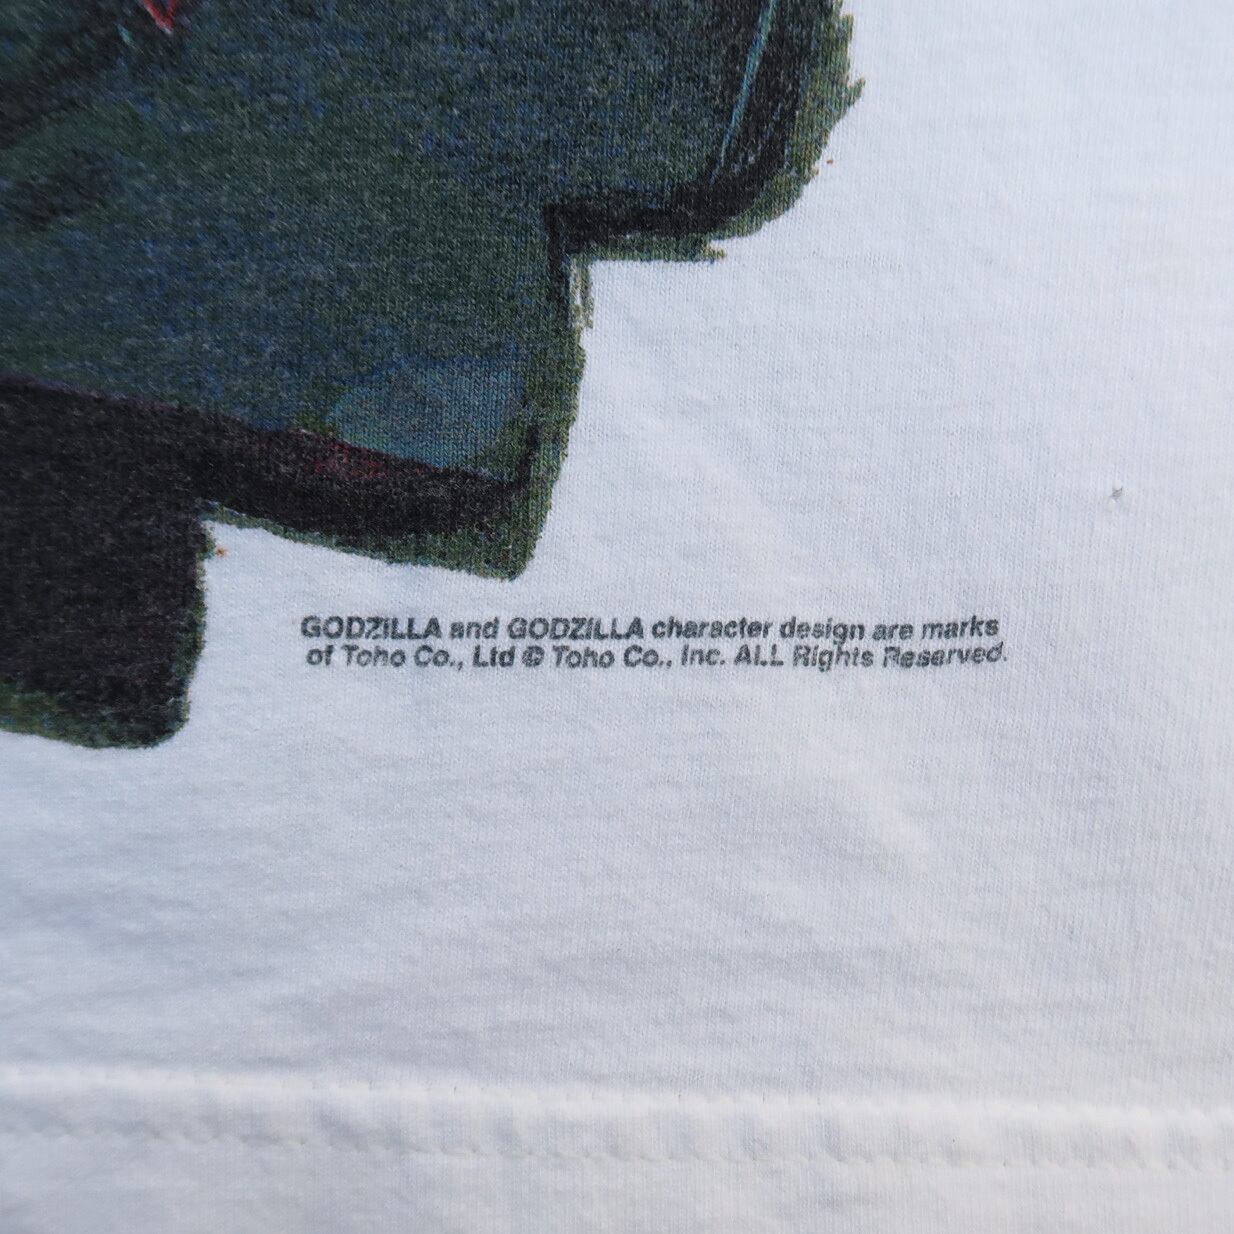 GODZiLLA and GODZiLLA character design are marks
of Toho Co., Ltd © Toho Co., Inc. ALL Rights Reserved.